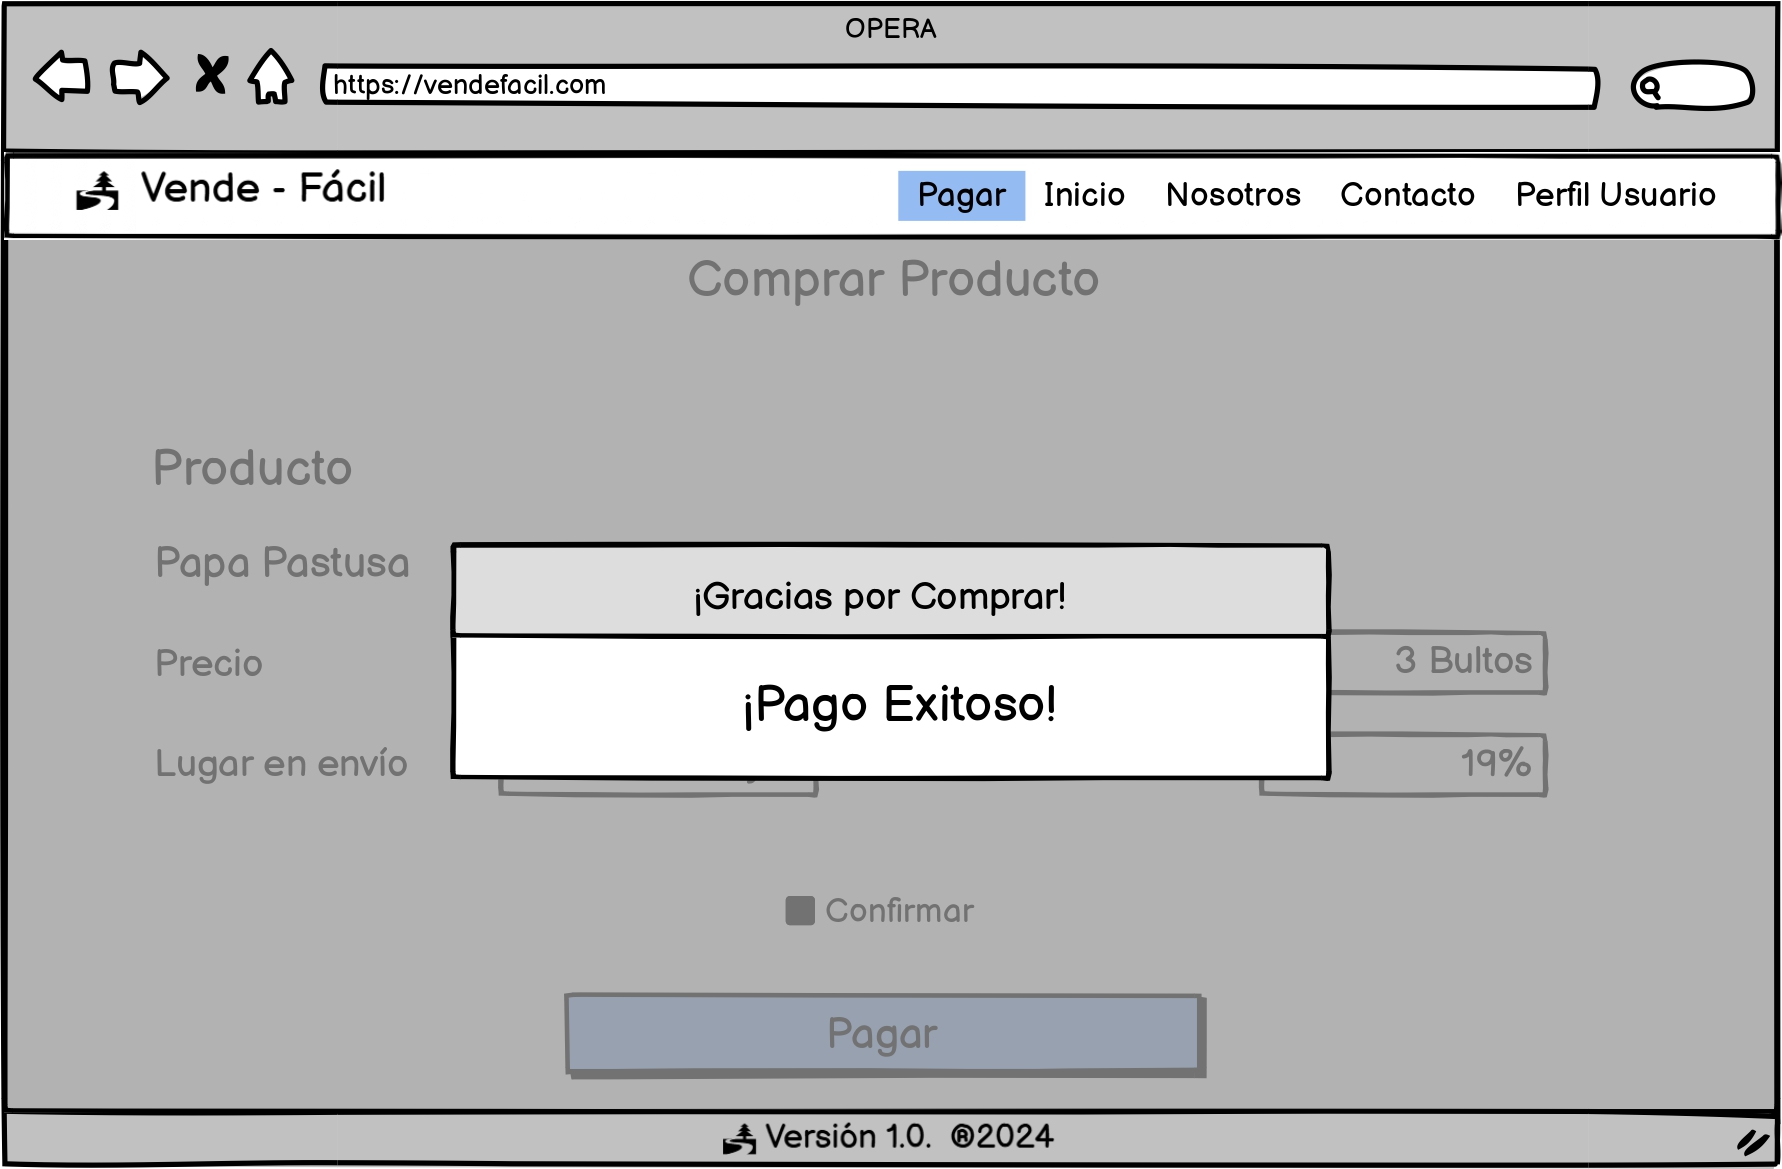 OPERA
https://vendefacil.com
Vende - Fácil
Pagar Inicio Nosotros Contacto Perfil Usuario
Comprar Producto
Producto
Papa Pastusa
¡Gracias por Comprar!
Precio
3 Bultos
¡Pago Exitoso!
Lugar en envío
19%
Confirmar
Pagar
Versión 1.0. ®2024